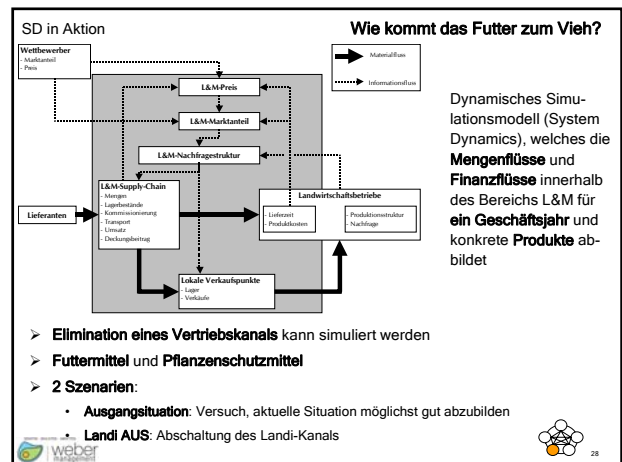 SD in Aktion
Wie kommt das Futter zum Vieh?
Wettbewerber
- Marktanteil
- Preis
Materialfluss
Informationsfluss
L&M-Preis
L&M-Marktanteil
L&M-Nachfragestruktur
L&M-Supply-Chain
- Mengen
- Lagerbestände
- Kommissionierung
- Transport
- Umsatz
- Deckungsbeitrag
Lieferanten
Landwirtschaftsbetriebe
- Lieferzeit
- Produktkosten
- Produktionsstruktur
- Nachfrage
Lokale Verkaufspunkte
- Lager
- Verkäufe
Dynamisches Simu-
lationsmodell (System
Dynamics), welches die
Mengenflüsse und
Finanzflüsse innerhalb
des Bereichs L&M für
ein Geschäftsjahr und
konkrete Produkte ab-
bildet
➢ Elimination eines Vertriebskanals kann simuliert werden
➢ Futtermittel und Pflanzenschutzmittel
➢ 2 Szenarien:
• Ausgangsituation: Versuch, aktuelle Situation möglichst gut abzubilden
• Landi AUS: Abschaltung des Landi-Kanals
weber
management
28